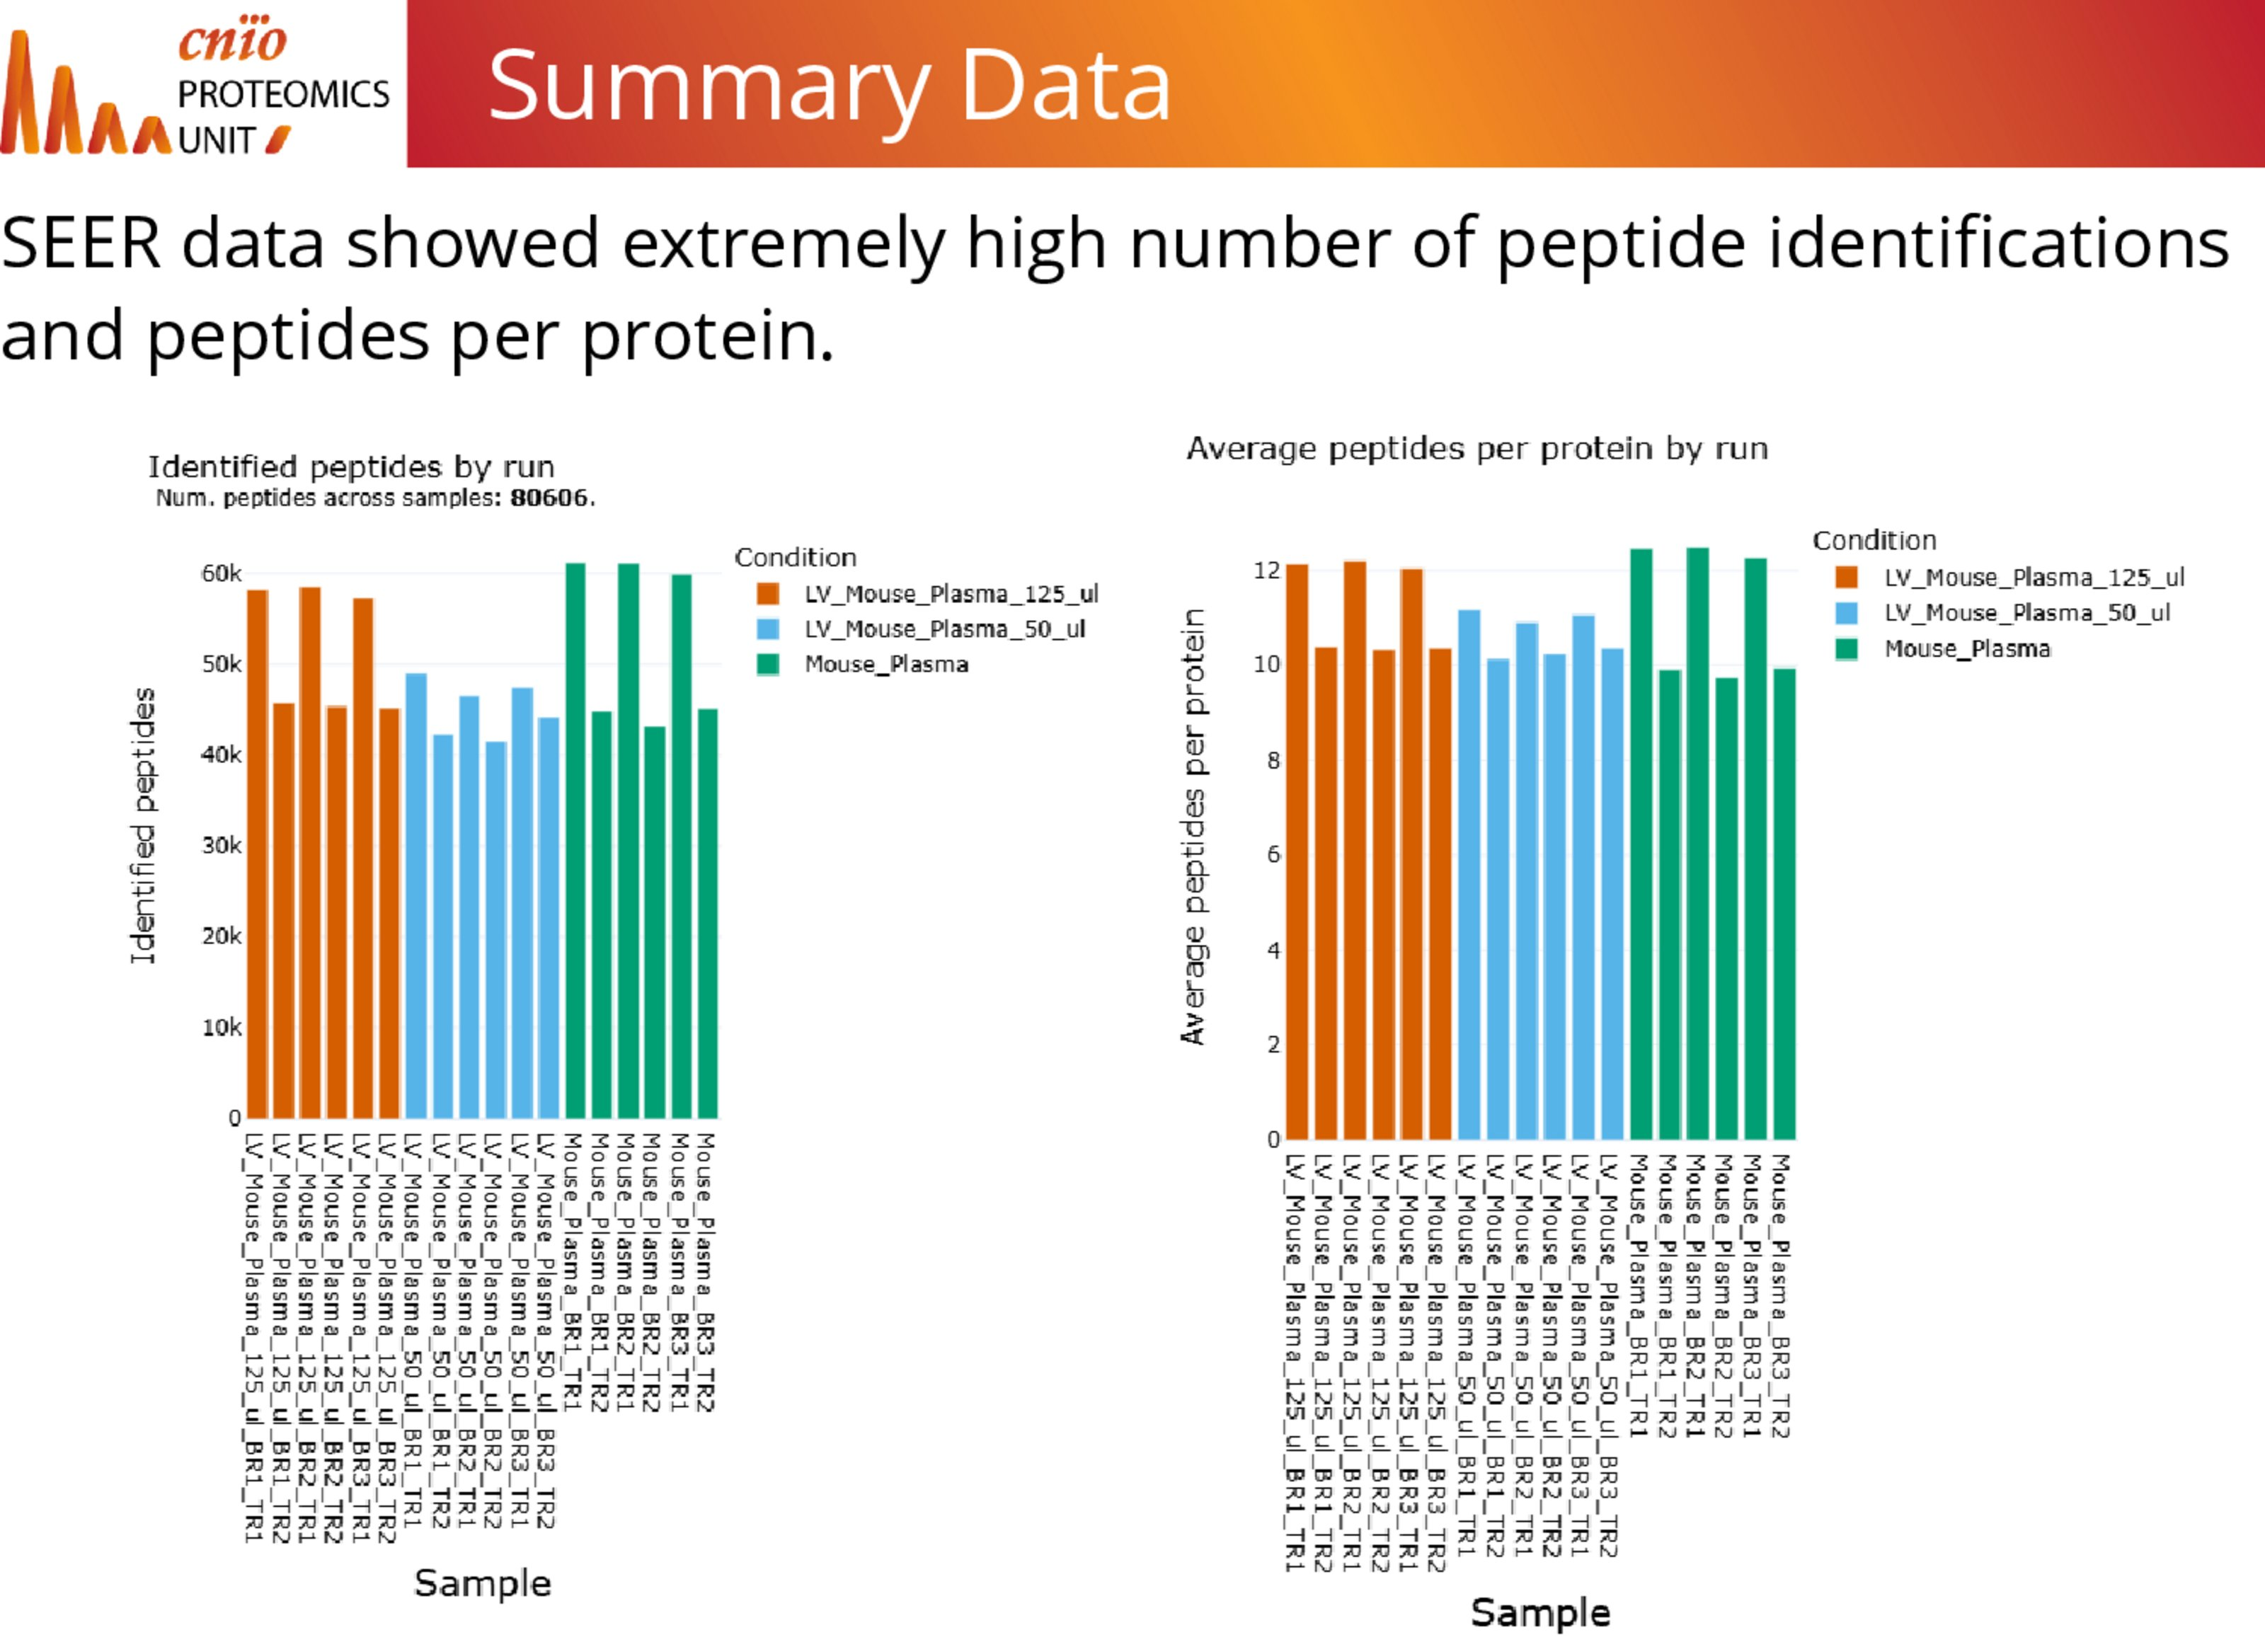 cnio
PROTEOMICS
UNIT
Summary Data
SEER data showed extremely high number of peptide identifications
and peptides per protein.
Identified peptides by run
Num. peptides across samples: 80606.
Identified peptides
60k
50k
40k
30k
20k
10k
0
Condition
LV_Mouse_Plasma_125_ul
LV_Mouse_Plasma_50_ul
Mouse_Plasma
LV_Mouse_Plasma_125_ul_BR1_TR1
LV_Mouse_Plasma_125_ul_BR1_TR2
LV_Mouse_Plasma_125_ul_BR2_TR1
LV_Mouse_Plasma_125_ul_BR2_TR2
LV_Mouse_Plasma_125_ul_BR3_TR1
LV_Mouse_Plasma_125_ul_BR3_TR2
LV_Mouse_Plasma_50_ul_BR1_TR1
LV_Mouse_Plasma_50_ul_BR1_TR2
LV_Mouse_Plasma_50_ul_BR2_TR1
LV_Mouse_Plasma_50_ul_BR2_TR2
LV_Mouse_Plasma_50_ul_BR3_TR1
LV_Mouse_Plasma_50_ul_BR3_TR2
Mouse_Plasma_BR1_TR1
Mouse_Plasma_BR1_TR2
Mouse_Plasma_BR2_TR1
Mouse_Plasma_BR2_TR2
Mouse_Plasma_BR3_TR1
Mouse_Plasma_BR3_TR2
Sample
Average peptides per protein by run
Average peptides per protein
12
10
8
6
4
2
0
Condition
LV_Mouse_Plasma_125_ul
LV_Mouse_Plasma_50_ul
Mouse_Plasma
LV_Mouse_Plasma_125_ul_BR1_TR1
LV_Mouse_Plasma_125_ul_BR1_TR2
LV_Mouse_Plasma_125_ul_BR2_TR1
LV_Mouse_Plasma_125_ul_BR2_TR2
LV_Mouse_Plasma_125_ul_BR3_TR1
LV_Mouse_Plasma_125_ul_BR3_TR2
LV_Mouse_Plasma_50_ul_BR1_TR1
LV_Mouse_Plasma_50_ul_BR1_TR2
LV_Mouse_Plasma_50_ul_BR2_TR1
LV_Mouse_Plasma_50_ul_BR2_TR2
LV_Mouse_Plasma_50_ul_BR3_TR1
LV_Mouse_Plasma_50_ul_BR3_TR2
Mouse_Plasma_BR1_TR1
Mouse_Plasma_BR1_TR2
Mouse_Plasma_BR2_TR1
Mouse_Plasma_BR2_TR2
Mouse_Plasma_BR3_TR1
Mouse_Plasma_BR3_TR2
Sample